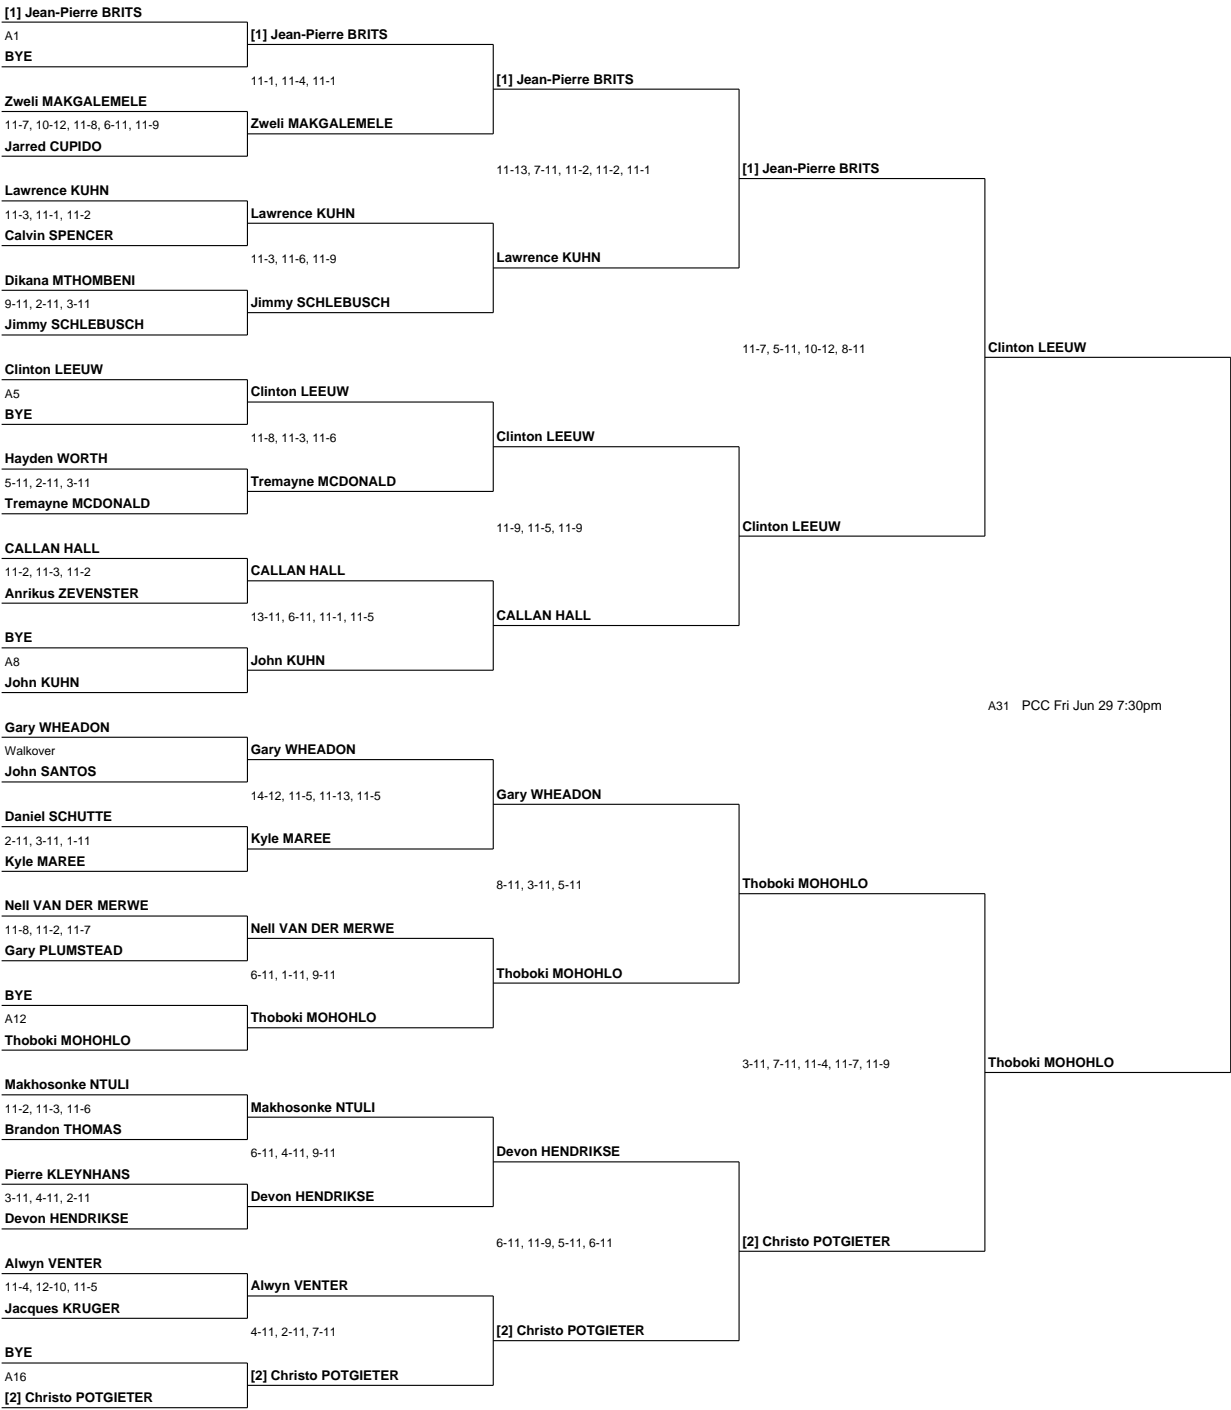 [1] Jean-Pierre BRITS
A1
BYE
Zweli MAKGALEMELE
11-7, 10-12, 11-8, 6-11, 11-9
Jarred CUPIDO
Lawrence KUHN
11-3, 11-1, 11-2
Calvin SPENCER
Dikana MTHOMBENI
9-11, 2-11, 3-11
Jimmy SCHLEBUSCH
Clinton LEEUW
A5
BYE
Hayden WORTH
5-11, 2-11, 3-11
Tremayne MCDONALD
CALLAN HALL
11-2, 11-3, 11-2
Anrikus ZEVENSTER
BYE
A8
John KUHN
Gary WHEADON
Walkover
John SANTOS
Daniel SCHUTTE
2-11, 3-11, 1-11
Kyle MAREE
Nell VAN DER MERWE
11-8, 11-2, 11-7
Gary PLUMSTEAD
BYE
A12
Thoboki MOHOHLO
Makhosonke NTULI
11-2, 11-3, 11-6
Brandon THOMAS
Pierre KLEYNHANS
3-11, 4-11, 2-11
Devon HENDRIKSE
Alwyn VENTER
11-4, 12-10, 11-5
Jacques KRUGER
BYE
A16
[2] Christo POTGIETER
[1] Jean-Pierre BRITS
11-1, 11-4, 11-1
Zweli MAKGALEMELE
Lawrence KUHN
11-3, 11-6, 11-9
Jimmy SCHLEBUSCH
Clinton LEEUW
11-8, 11-3, 11-6
Tremayne MCDONALD
CALLAN HALL
13-11, 6-11, 11-1, 11-5
John KUHN
Gary WHEADON
14-12, 11-5, 11-13, 11-5
Kyle MAREE
Nell VAN DER MERWE
6-11, 1-11, 9-11
Thoboki MOHOHLO
Makhosonke NTULI
6-11, 4-11, 9-11
Devon HENDRIKSE
Alwyn VENTER
4-11, 2-11, 7-11
[2] Christo POTGIETER
[1] Jean-Pierre BRITS
11-13, 7-11, 11-2, 11-2, 11-1
Lawrence KUHN
Clinton LEEUW
11-9, 11-5, 11-9
CALLAN HALL
Gary WHEADON
8-11, 3-11, 5-11
Thoboki MOHOHLO
Devon HENDRIKSE
6-11, 11-9, 5-11, 6-11
[2] Christo POTGIETER
[1] Jean-Pierre BRITS
11-7, 5-11, 10-12, 8-11
Clinton LEEUW
Thoboki MOHOHLO
3-11, 7-11, 11-4, 11-7, 11-9
[2] Christo POTGIETER
Clinton LEEUW
A31 PCC Fri Jun 29 7:30pm
Thoboki MOHOHLO